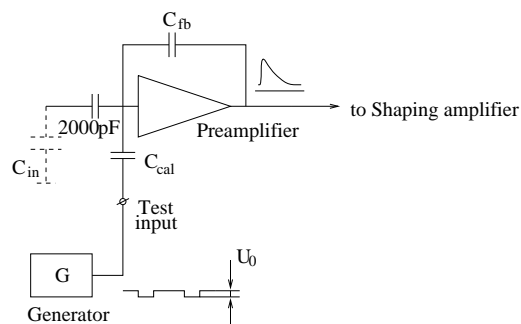 C_fb
to Shaping amplifier
2000pF
Preamplifier
C_in
C_cal
Test
input
U_0
G
Generator